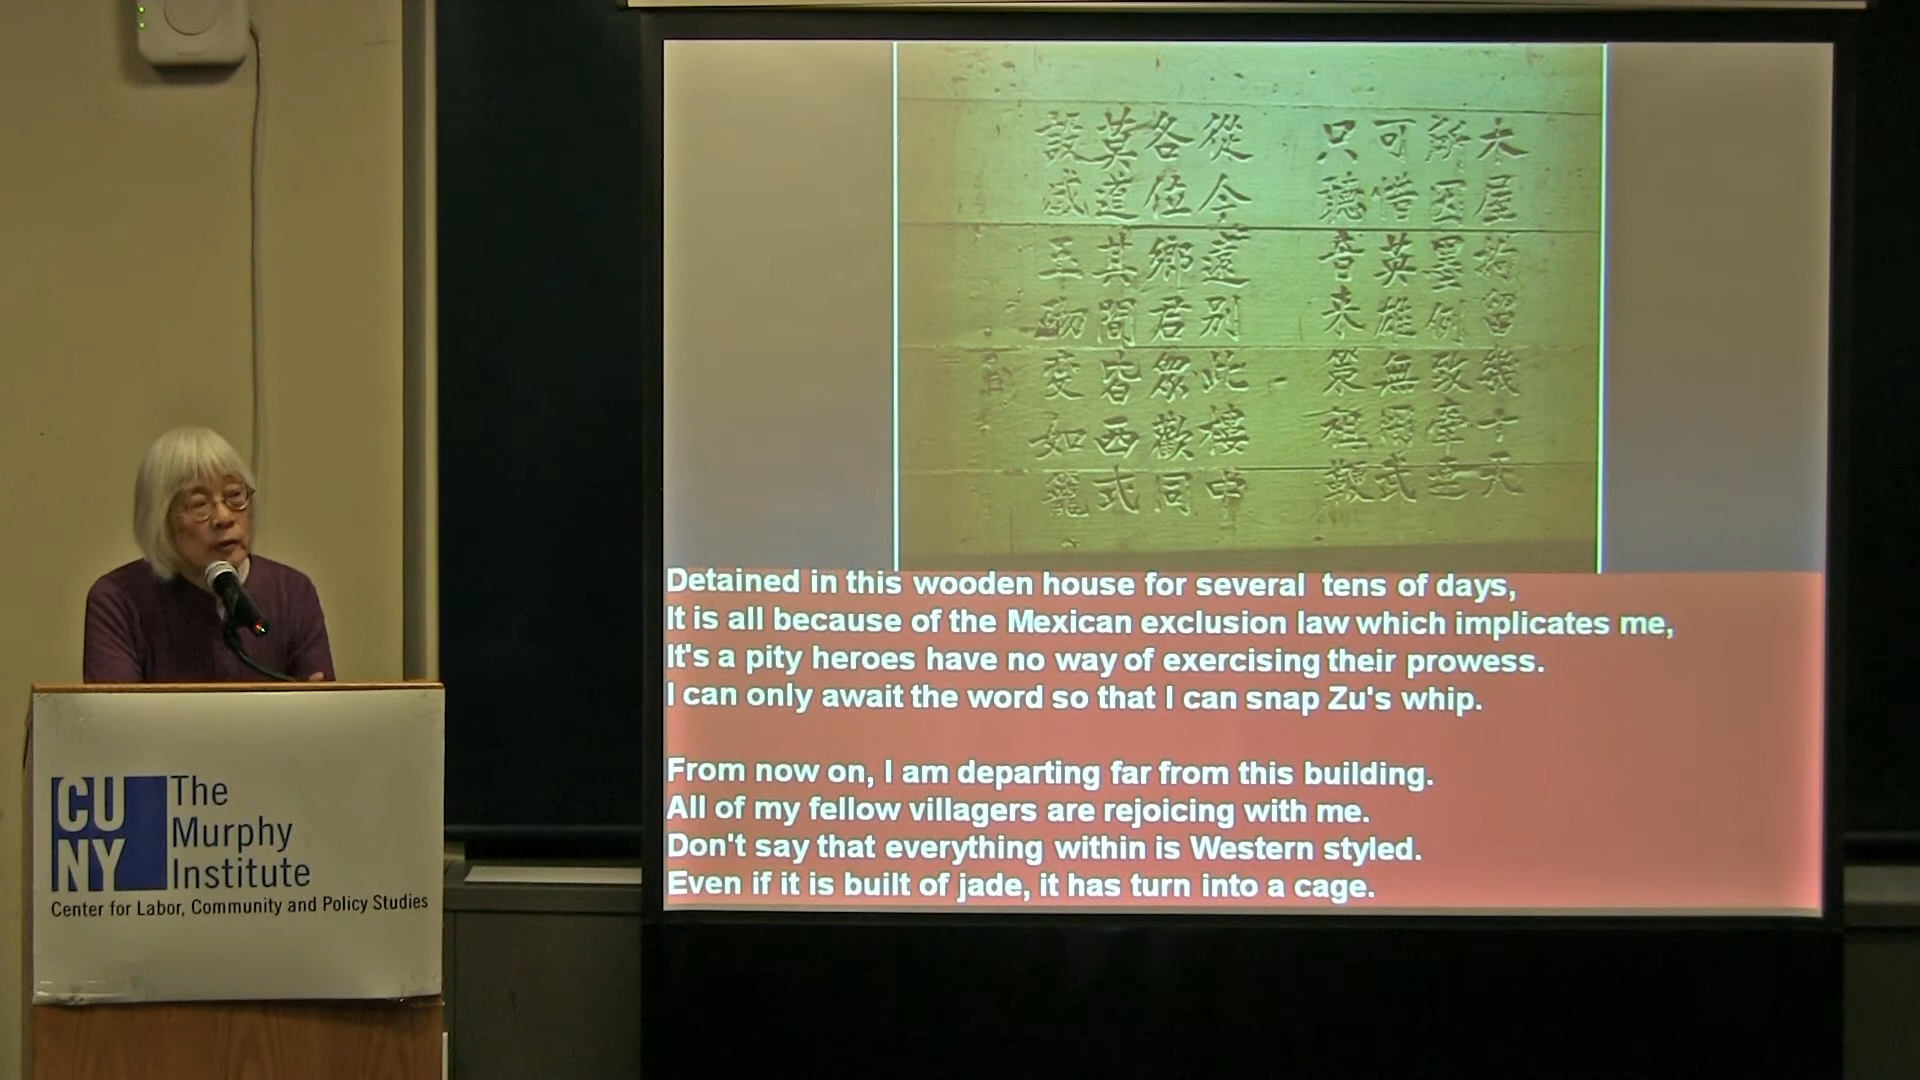 木屋拘留幾十天
所因墨例致牽連
可惜英雄無用武
只聽音来策祖鞭
從今遠別此樓中
各位鄉君眾歡同
莫道其間皆西式
設成玉砌變如籠
Detained in this wooden house for several tens of days,
It is all because of the Mexican exclusion law which implicates me,
It's a pity heroes have no way of exercising their prowess.
I can only await the word so that I can snap Zu's whip.
From now on, I am departing far from this building.
All of my fellow villagers are rejoicing with me.
Don't say that everything within is Western styled.
Even if it is built of jade, it has turn into a cage.
CU
NY
The
Murphy
Institute
Center for Labor, Community and Policy Studies